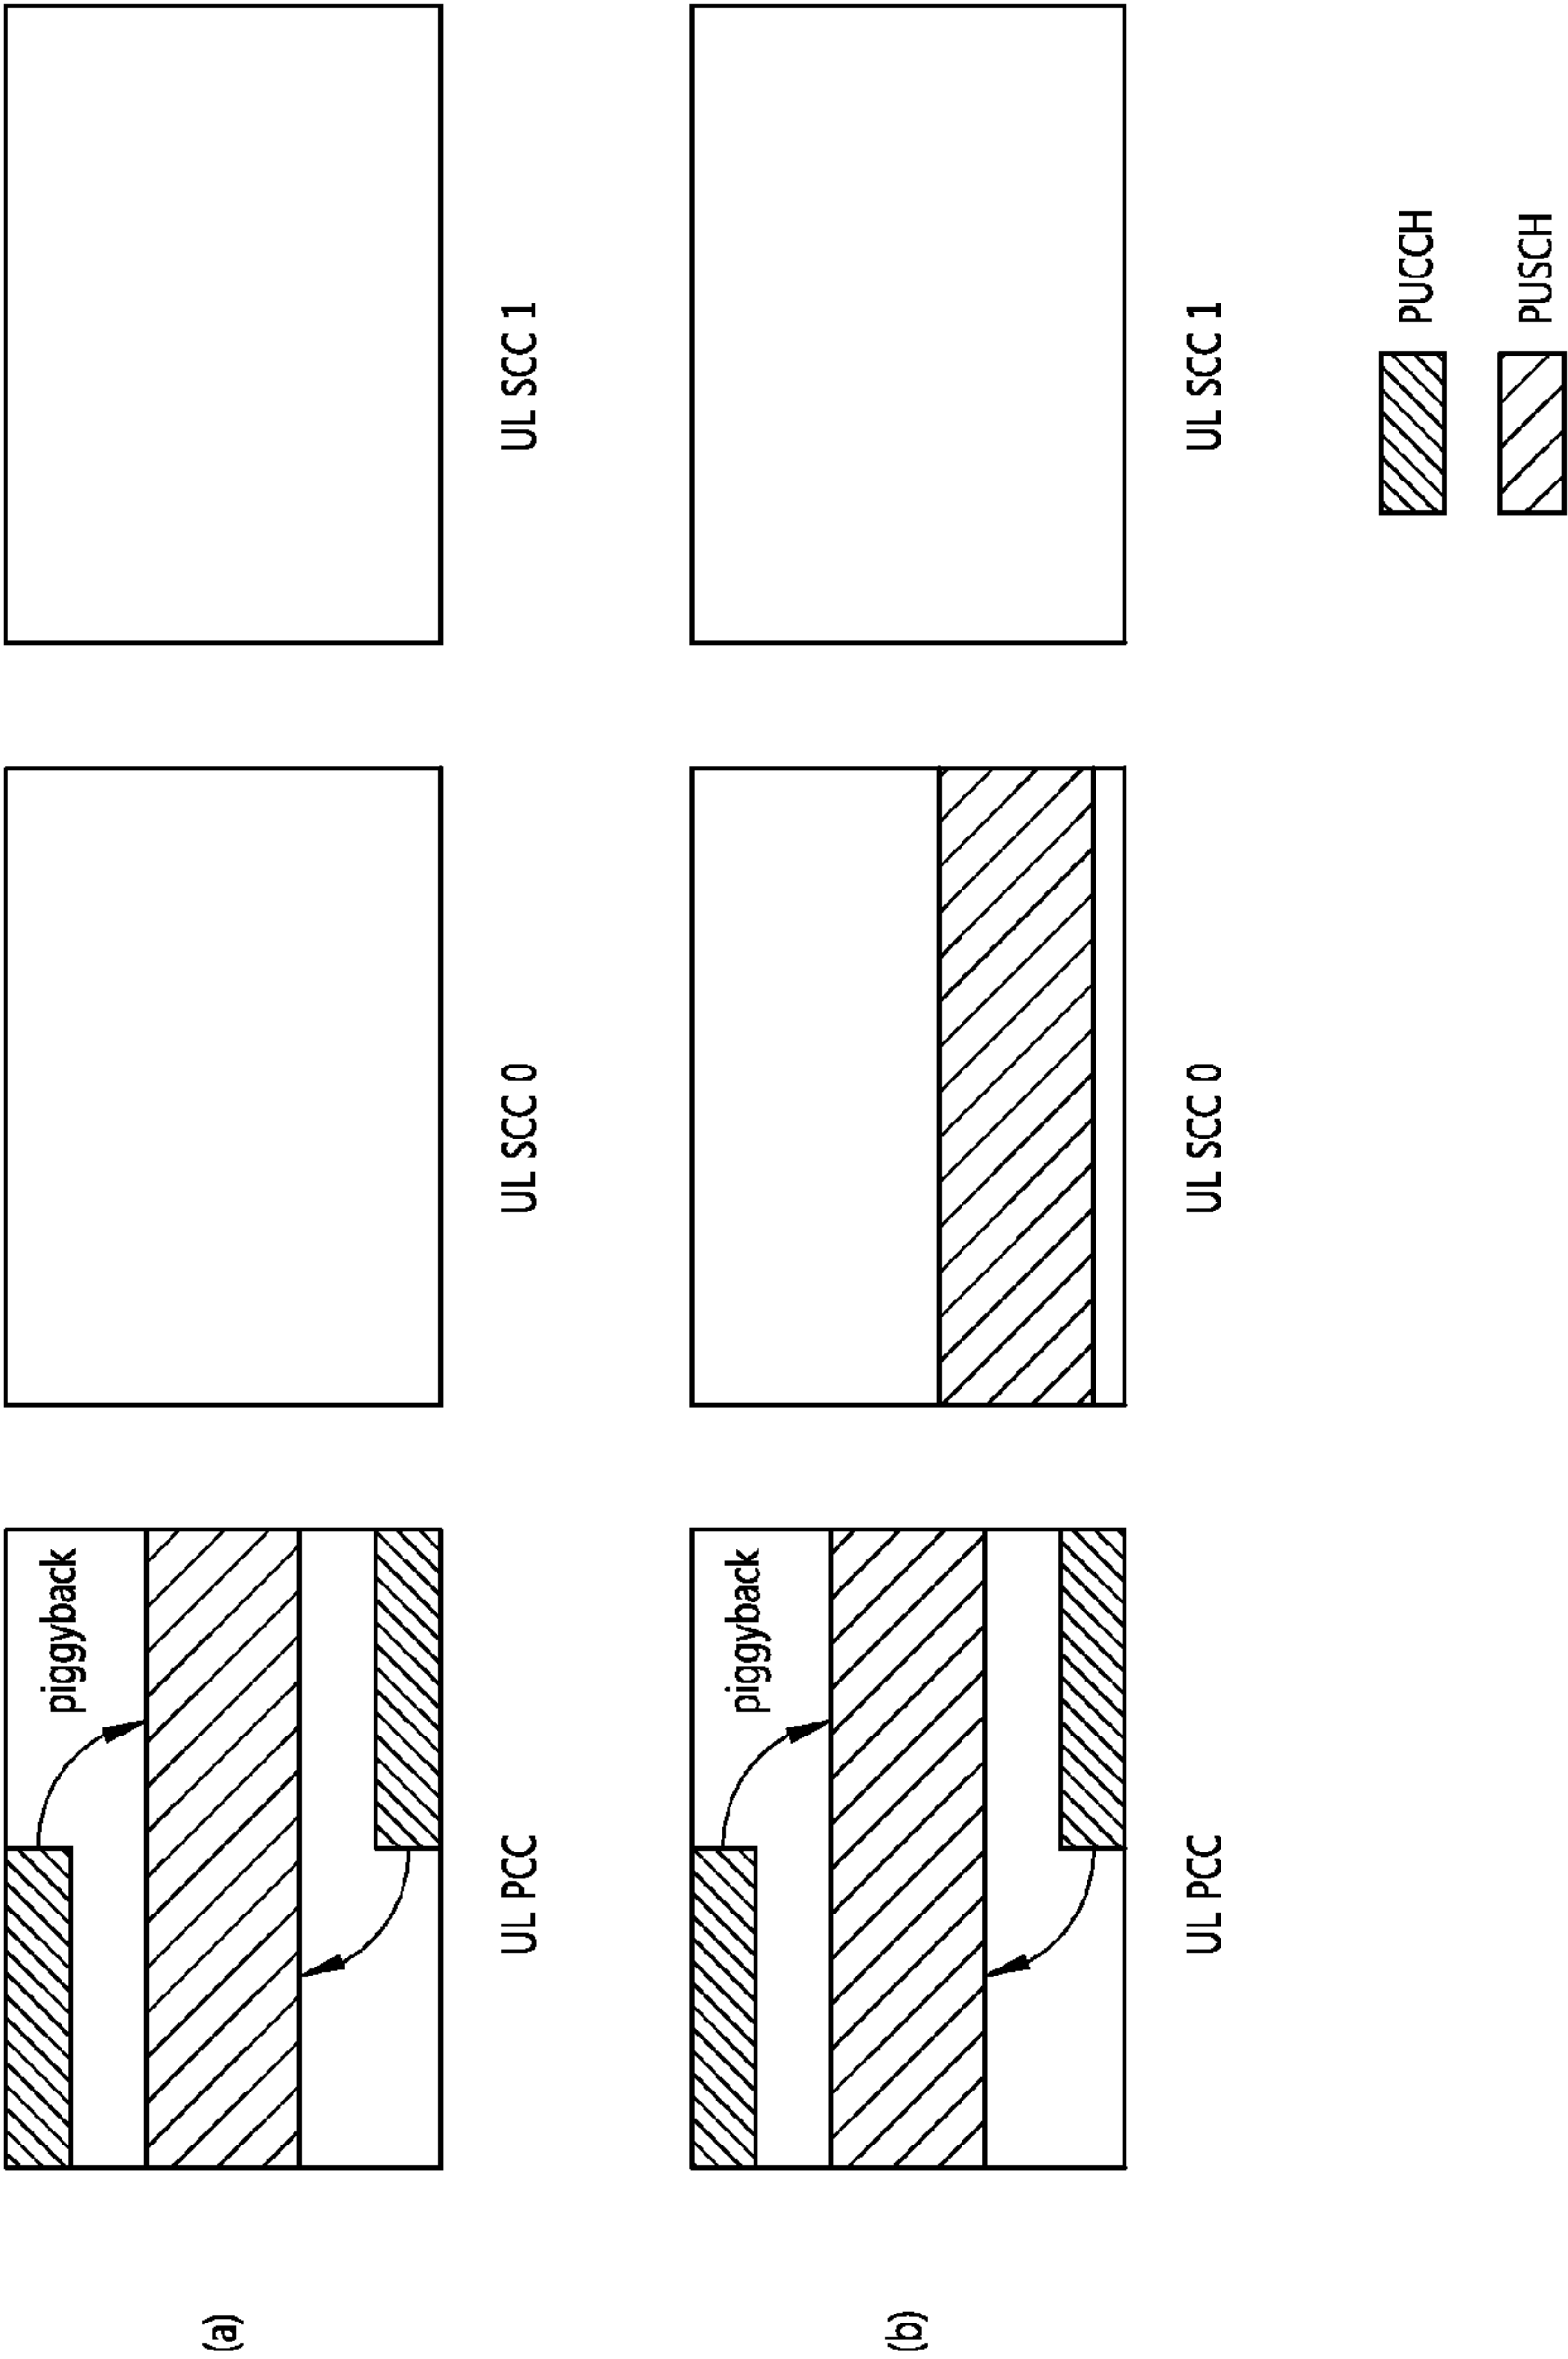 (a)
piggyback
UL PCC
UL SCC 0
UL SCC 1
(b)
piggyback
UL PCC
UL SCC 0
UL SCC 1
PUCCH
PUSCH